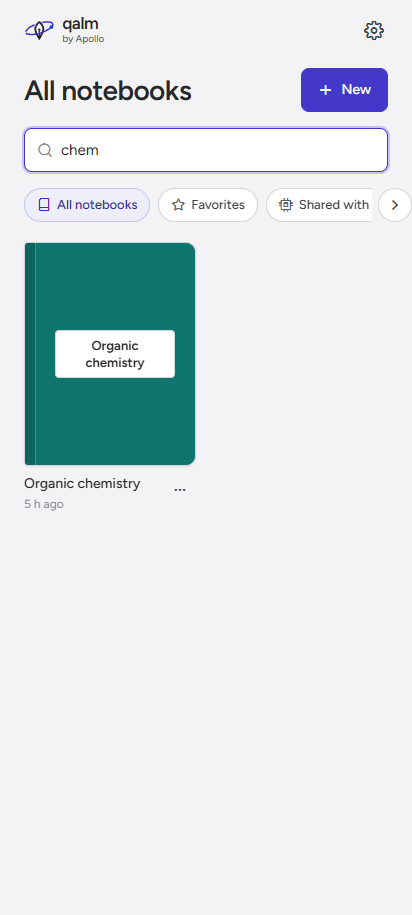 qalm
by Apollo
All notebooks
New
chem
All notebooks
Favorites
Shared with
Organic
chemistry
Organic chemistry
...
5 h ago